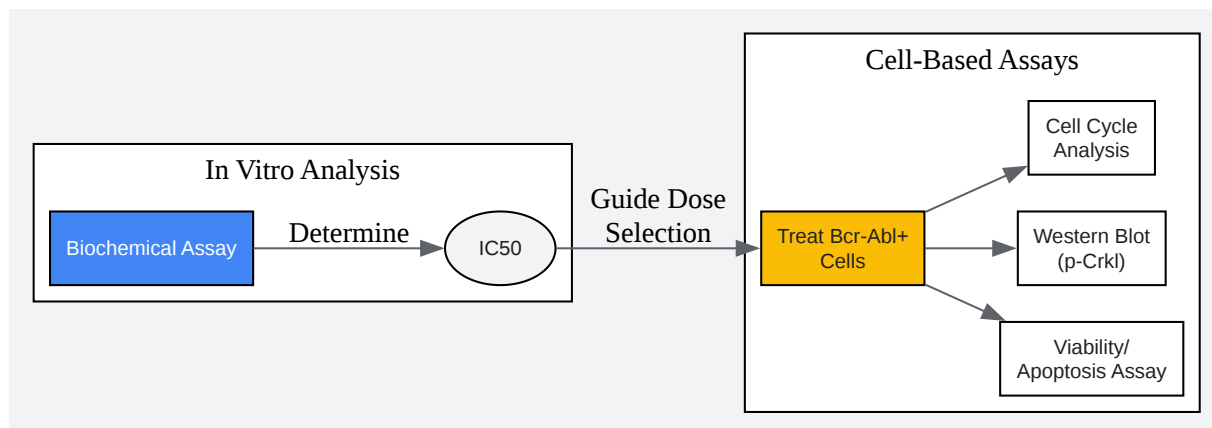 In Vitro Analysis
Biochemical Assay
Determine
IC50
Guide Dose
Selection
Cell-Based Assays
Treat Bcr-Abl+
Cells
Cell Cycle
Analysis
Western Blot
(p-Crkl)
Viability/
Apoptosis Assay